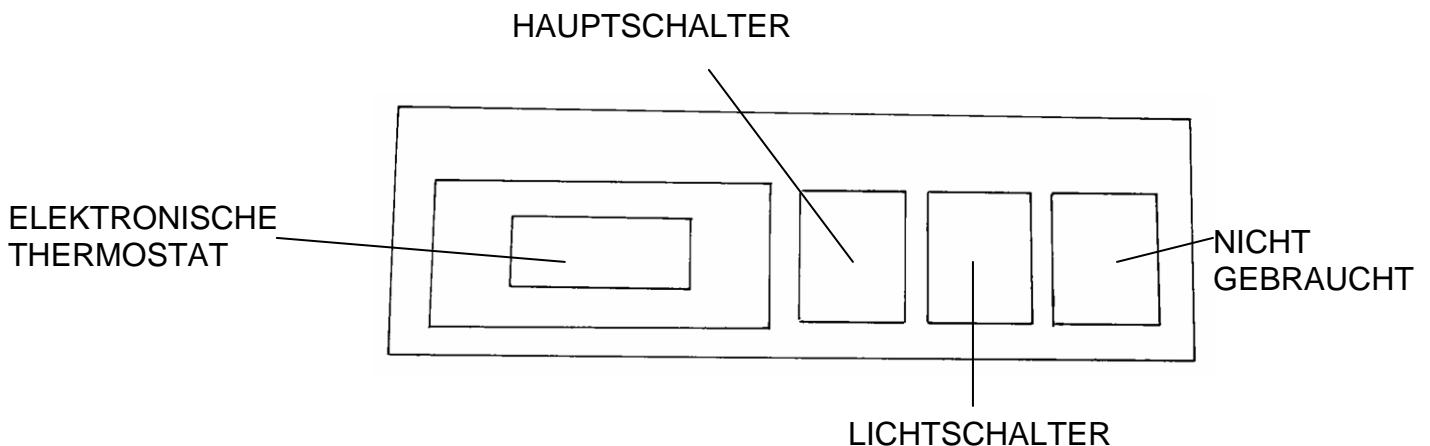 HAUPTSCHALTER
ELEKTRONISCHE
THERMOSTAT
NICHT
GEBRAUCHT
LICHTSCHALTER